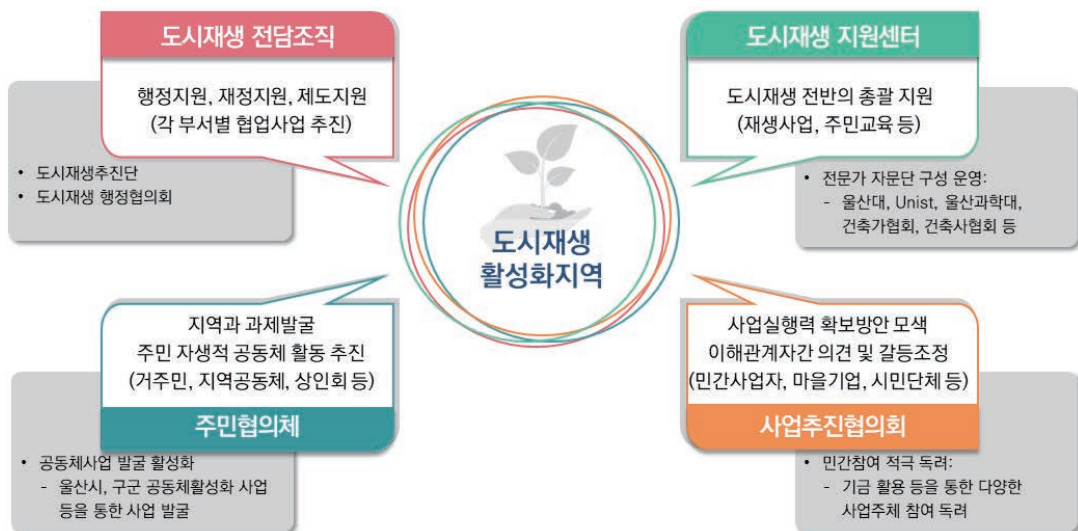 도시재생 전담조직
행정지원, 재정지원, 제도지원
(각 부서별 협업사업 추진)
• 도시재생추진단
• 도시재생 행정협의회
도시재생 지원센터
도시재생 전반의 총괄 지원
(재생사업, 주민교육 등)
• 전문가 자문단 구성 운영:
- 울산대, Unist, 울산과학대,
건축가협회, 건축사협회 등
도시재생
활성화지역
지역과 과제발굴
주민 자생적 공동체 활동 추진
(거주민, 지역공동체, 상인회 등)
주민협의체
• 공동체사업 발굴 활성화
- 울산시, 구군 공동체활성화 사업
등을 통한 사업 발굴
사업실행력 확보방안 모색
이해관계자간 의견 및 갈등조정
(민간사업자, 마을기업, 시민단체 등)
사업추진협의회
• 민간참여 적극 독려:
- 기금 활용 등을 통한 다양한
사업주체 참여 독려